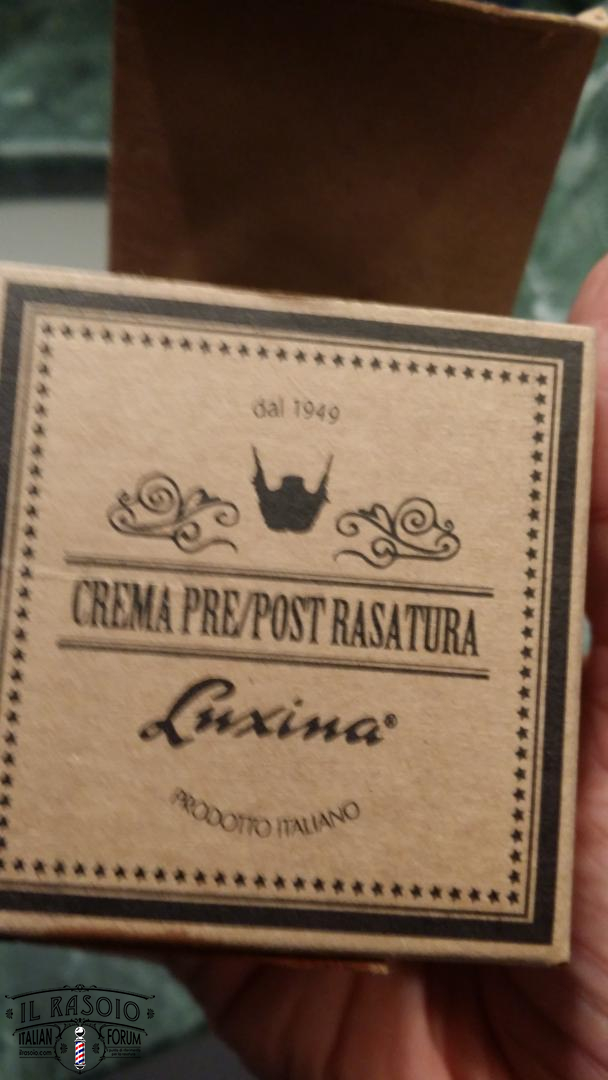 dal 1949
CREMA PRE/POST RASATURA
Luxina®
PRODOTTO ITALIANO
IL RASOIO
ITALIAN FORUM
ilrasoio.com